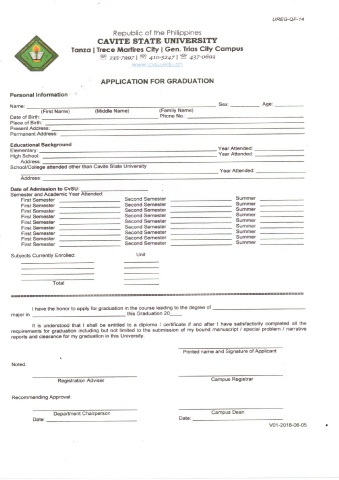 UREG-QF-14
Republic of the Philippines
CAVITE STATE UNIVERSITY
Tanza | Trece Martires City | Gen. Trias City Campus
☏ 235-7997 | ☏ 410-5247 | ☏ 437-0693
www.cvsu.edu.ph
APPLICATION FOR GRADUATION
Personal Information
Name: Sex: Age:
(First Name) (Middle Name) (Family Name)
Date of Birth: Phone No.
Place of Birth:
Present Address:
Permanent Address:
Educational Background
Elementary: Year Attended:
High School: Year Attended:
Address:
School/College attended other than Cavite State University
Year Attended:
Address:
Date of Admission to CvSU:
Semester and Academic Year Attended:
First Semester Second Semester Summer
First Semester Second Semester Summer
First Semester Second Semester Summer
First Semester Second Semester Summer
First Semester Second Semester Summer
First Semester Second Semester Summer
First Semester Second Semester Summer
First Semester Second Semester Summer
Subjects Currently Enrolled: Unit
Total
I have the honor to apply for graduation in the course leading to the degree of
major in this Graduation 20
It is understood that I shall be entitled to a diploma / certificate if and after I have satisfactorily completed all the
requirements for graduation including but not limited to the submission of my bound manuscript / special problem / narrative
reports and clearance for my graduation in this University.
Printed name and Signature of Applicant
Noted:
Registration Adviser Campus Registrar
Recommending Approval:
Department Chairperson Campus Dean
Date: Date:
V01-2018-06-05